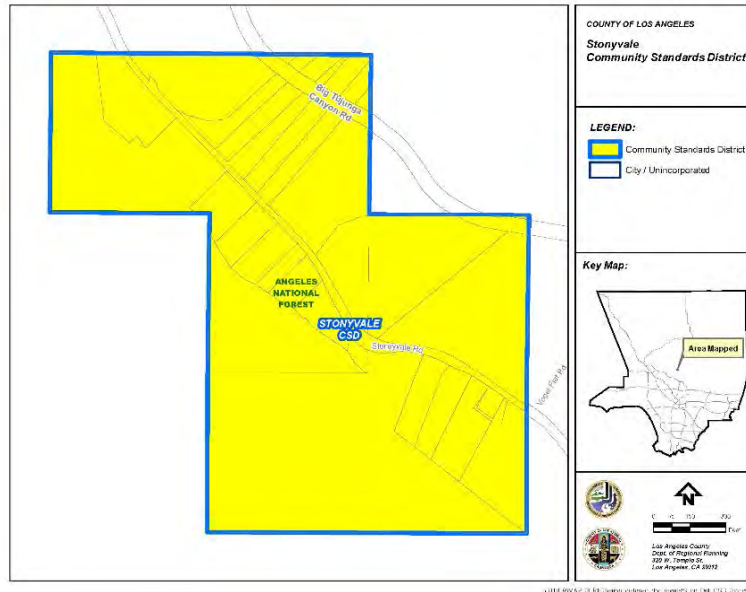 COUNTY OF LOS ANGELES
Stonyvale
Community Standards District
LEGEND:
Community Standards District
City / Unincorporated
Key Map:
Area Mapped
N
Los Angeles County
Dept. of Regional Planning
320 W. Temple St.
Los Angeles, CA 90012
Big Tujunga
Canyon Rd
ANGELES
NATIONAL
FOREST
STONYVALE
CSD
Stoneyvale Rd
Vogel Flat Rd